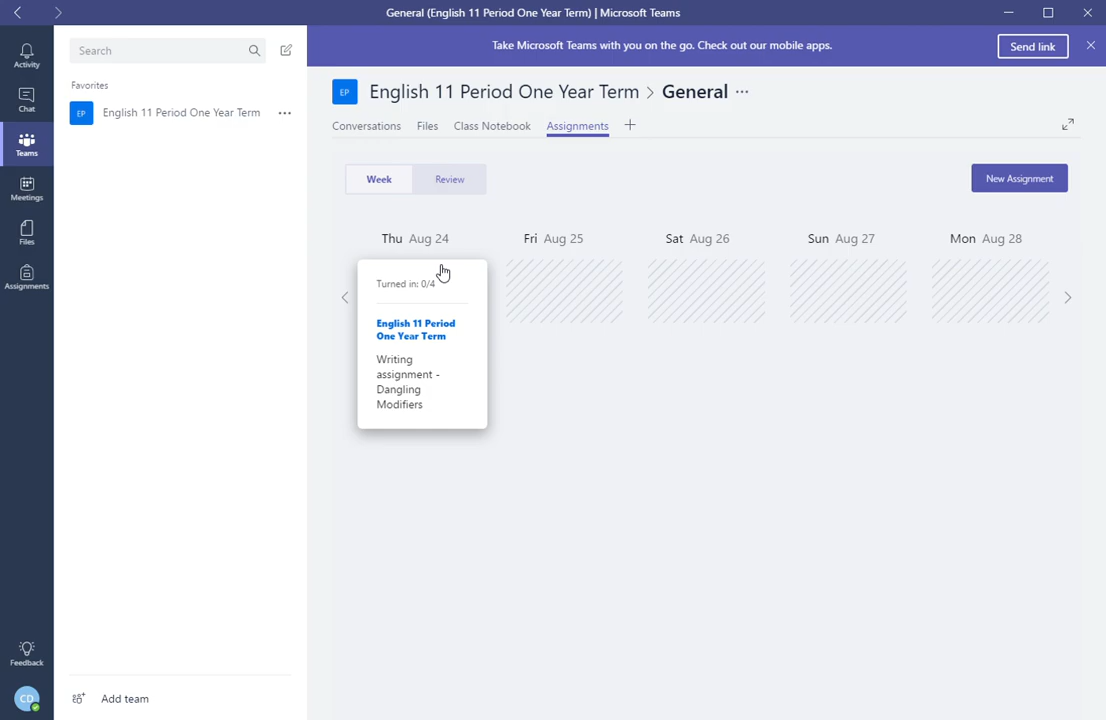 General (English 11 Period One Year Term) | Microsoft Teams
Activity
Chat
Teams
Meetings
Files
Assignments
Feedback
CD
Search
Favorites
EP English 11 Period One Year Term ...
Add team
Take Microsoft Teams with you on the go. Check out our mobile apps.
Send link
EP English 11 Period One Year Term > General ...
Conversations Files Class Notebook Assignments +
Week Review
New Assignment
Thu Aug 24 Fri Aug 25 Sat Aug 26 Sun Aug 27 Mon Aug 28
Turned in: 0/4
English 11 Period
One Year Term
Writing
assignment -
Dangling
Modifiers